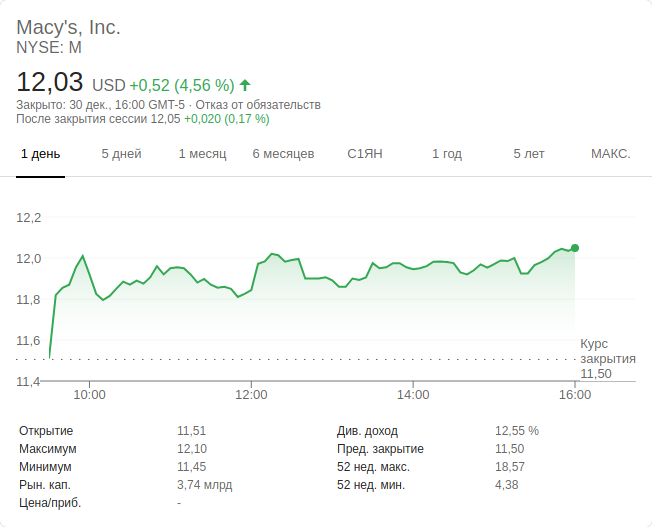 Macy's, Inc.
NYSE: M
12,03 USD +0,52 (4,56 %)
Закрыто: 30 дек., 16:00 GMT-5 · Отказ от обязательств
После закрытия сессии 12,05 +0,020 (0,17 %)
1 день 5 дней 1 месяц 6 месяцев С1ЯН 1 год 5 лет МАКС.
12,2
12,0
11,8
11,6
11,4
Курс
закрытия
11,50
10:00 12:00 14:00 16:00
Открытие 11,51 Див. доход 12,55 %
Максимум 12,10 Пред. закрытие 11,50
Минимум 11,45 52 нед. макс. 18,57
Рын. кап. 3,74 млрд 52 нед. мин. 4,38
Цена/приб. -